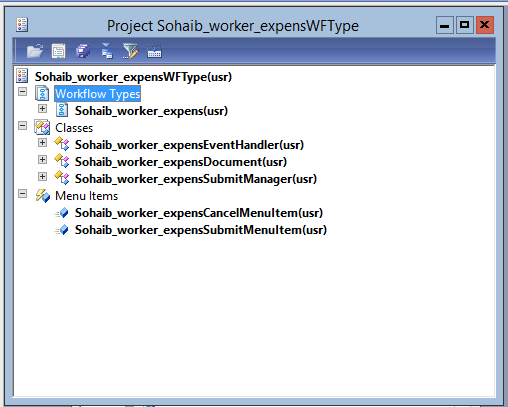 Project Sohaib_worker_expensWFType
Sohaib_worker_expensWFType(usr)
Workflow Types
Sohaib_worker_expens(usr)
Classes
Sohaib_worker_expensEventHandler(usr)
Sohaib_worker_expensDocument(usr)
Sohaib_worker_expensSubmitManager(usr)
Menu Items
Sohaib_worker_expensCancelMenuItem(usr)
Sohaib_worker_expensSubmitMenuItem(usr)